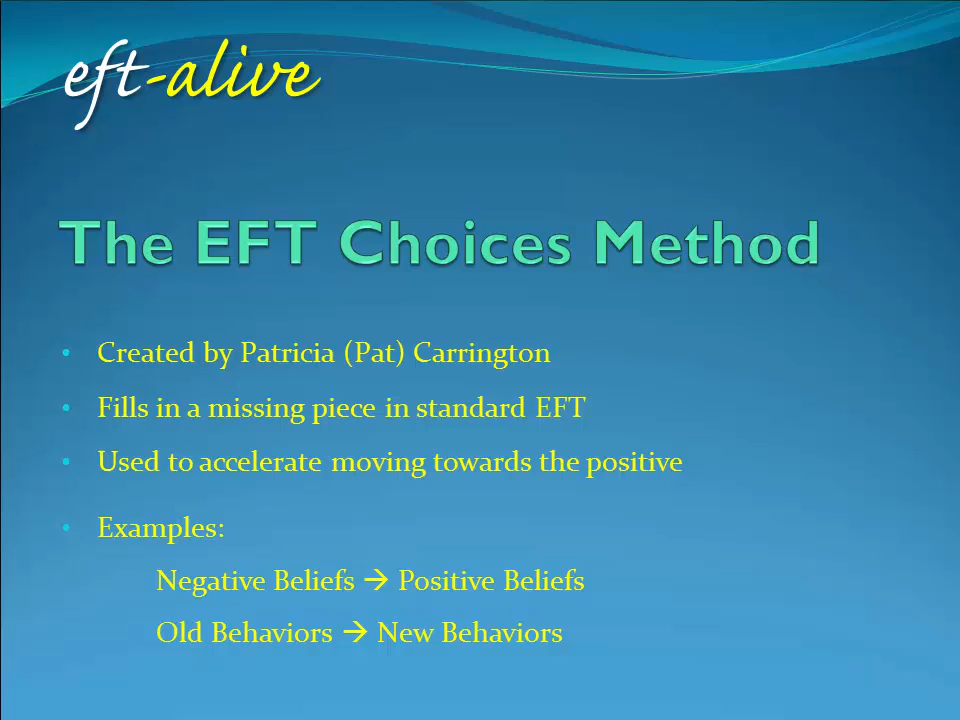 eft-alive
The EFT Choices Method
• Created by Patricia (Pat) Carrington
• Fills in a missing piece in standard EFT
• Used to accelerate moving towards the positive
• Examples:
Negative Beliefs → Positive Beliefs
Old Behaviors → New Behaviors